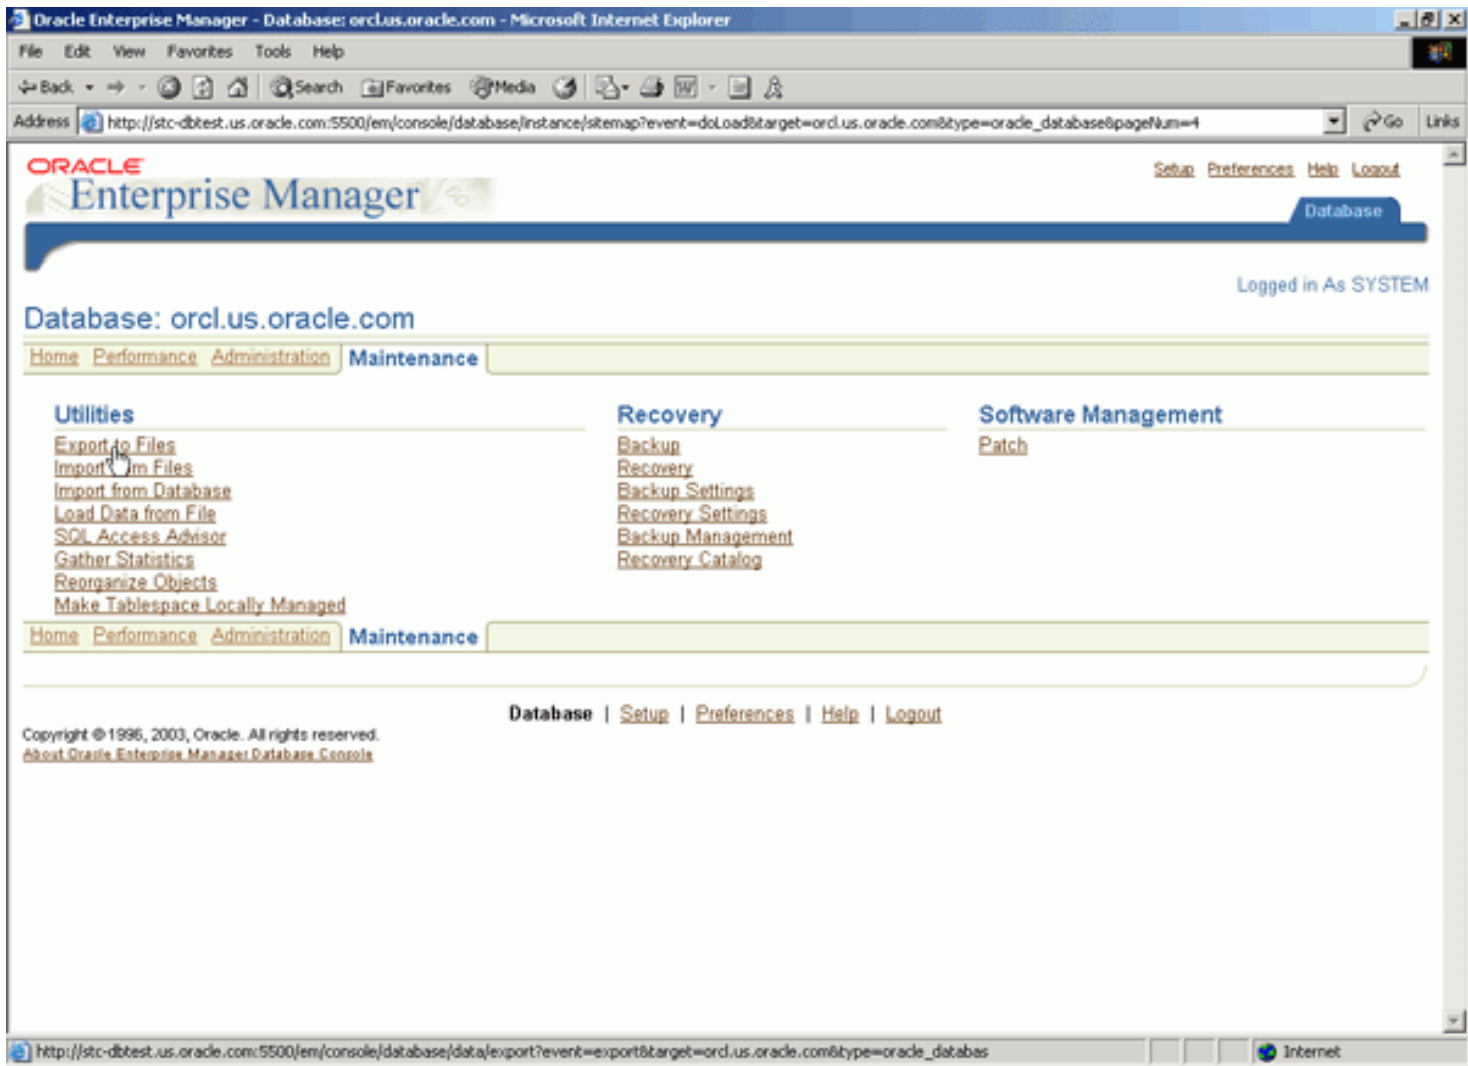 Oracle Enterprise Manager - Database: orcl.us.oracle.com - Microsoft Internet Explorer
File Edit View Favorites Tools Help
Back Search Favorites Media
Address http://stc-dbtest.us.oracle.com:5500/em/console/database/instance/sitemap?event=doLoad&target=orcl.us.oracle.com&type=oracle_database&pageNum=4 Go Links
ORACLE
Enterprise Manager
Setup Preferences Help Logout
Database
Logged in As SYSTEM
Database: orcl.us.oracle.com
Home Performance Administration Maintenance
Utilities Recovery Software Management
Export to Files Backup Patch
Import Files Recovery
Import from Database Backup Settings
Load Data from File Recovery Settings
SQL Access Advisor Backup Management
Gather Statistics Recovery Catalog
Reorganize Objects
Make Tablespace Locally Managed
Home Performance Administration Maintenance
Database | Setup | Preferences | Help | Logout
Copyright © 1996, 2003, Oracle. All rights reserved.
About Oracle Enterprise Manager Database Console
http://stc-dbtest.us.oracle.com:5500/em/console/database/data/export?event=export&target=orcl.us.oracle.com&type=oracle_databas Internet